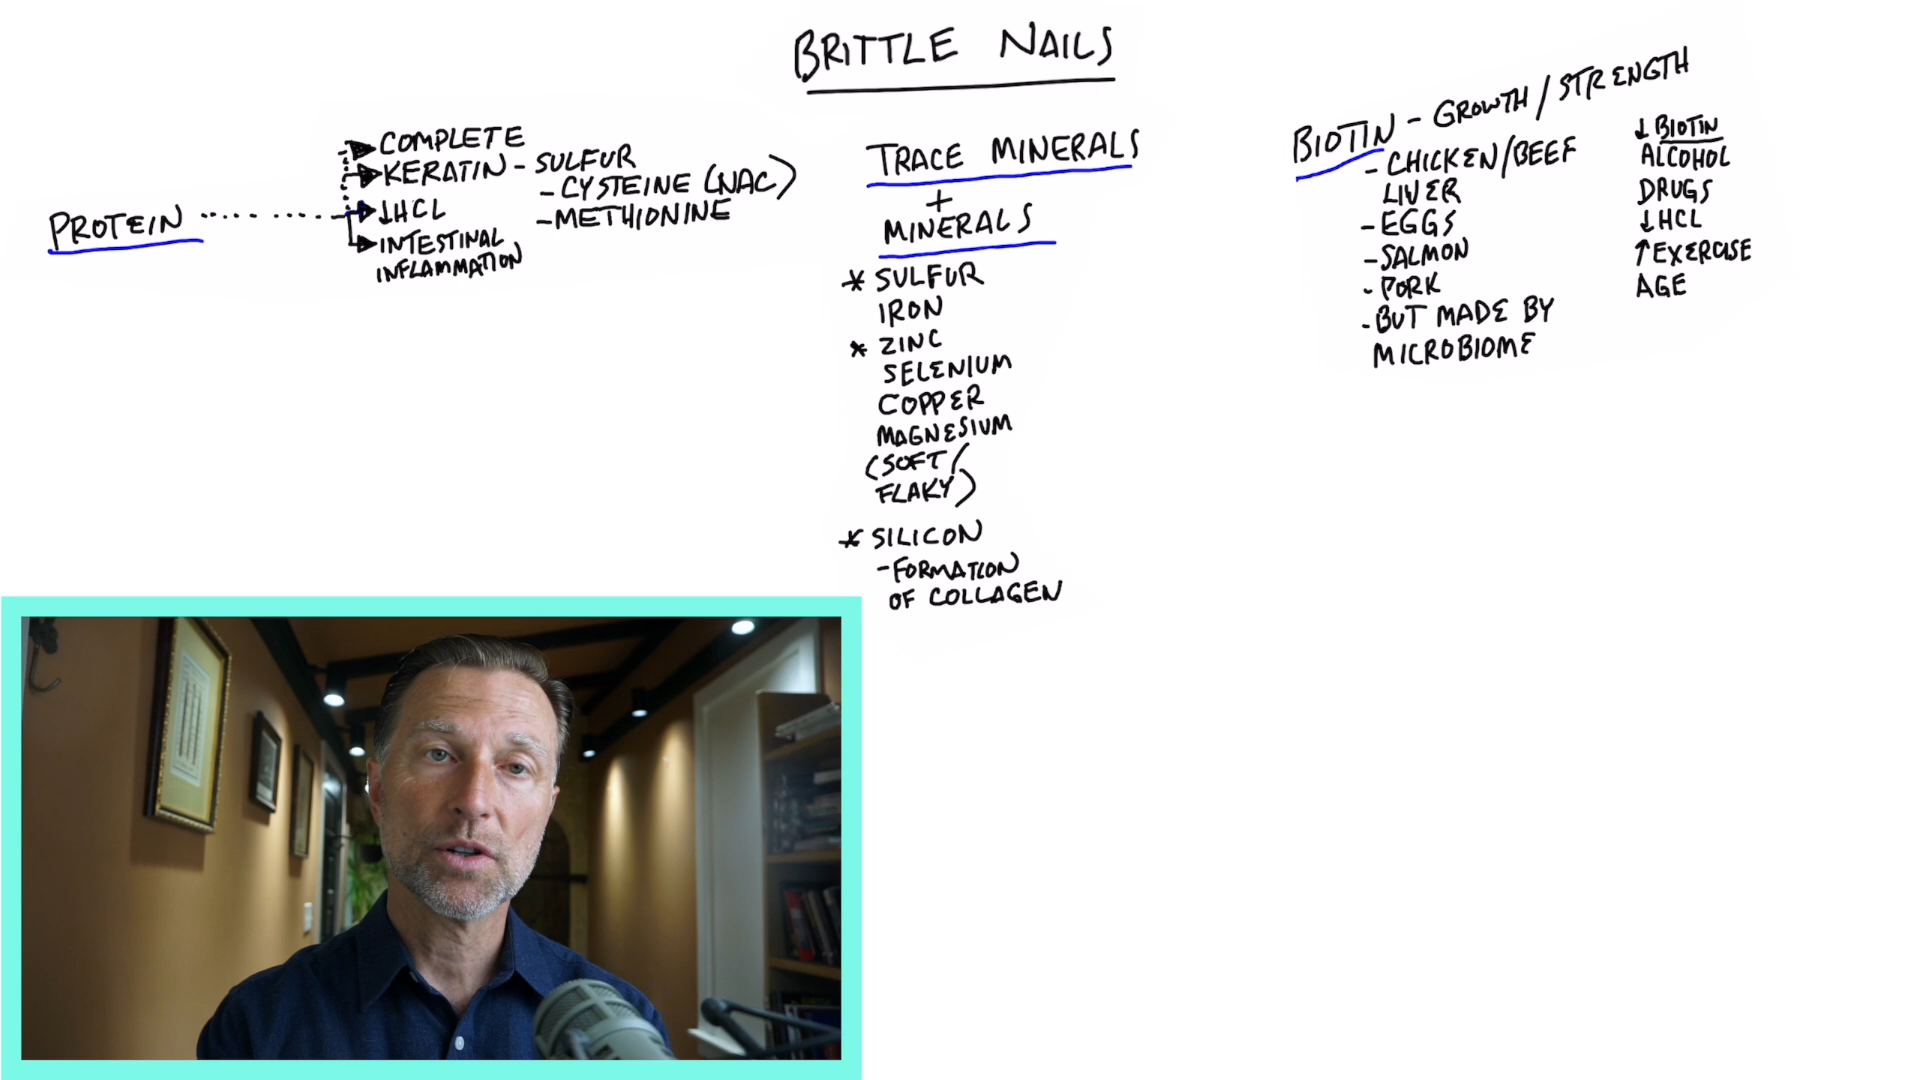 BRITTLE NAILS
PROTEIN
COMPLETE
KERATIN - SULFUR
- CYSTEINE (NAC)
- METHIONINE
↓HCL
INTESTINAL
INFLAMMATION
TRACE MINERALS
+
MINERALS
* SULFUR
IRON
* ZINC
SELENIUM
COPPER
MAGNESIUM
(SOFT/
FLAKY)
* SILICON
- FORMATION
OF COLLAGEN
BIOTIN - GROWTH/STRENGTH
- CHICKEN/BEEF
LIVER
- EGGS
- SALMON
- PORK
- BUT MADE BY
MICROBIOME
↓ BIOTIN
ALCOHOL
DRUGS
↓HCL
↑EXERCISE
AGE